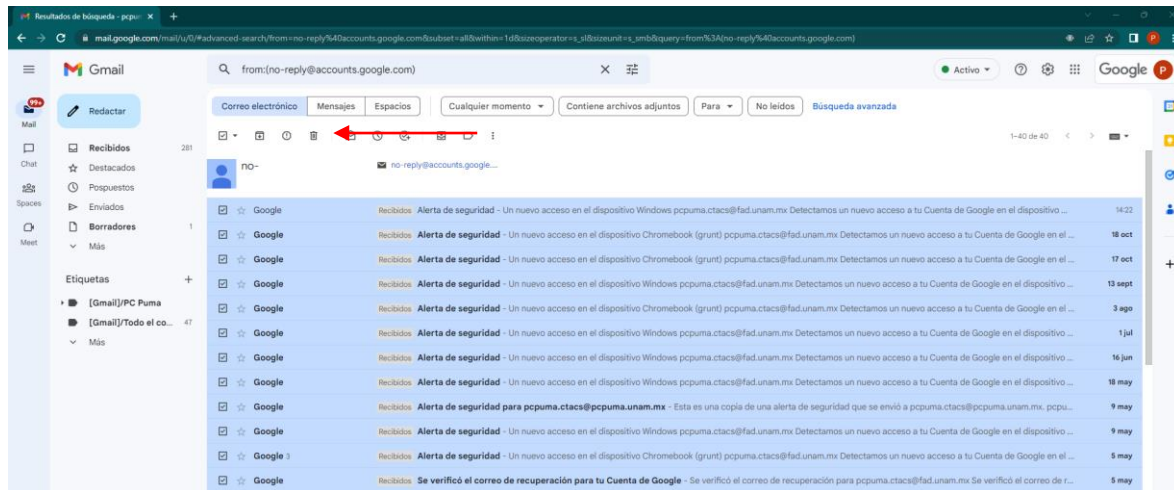 Resultados de búsqueda - pcpu
mail.google.com/mail/u/0/#advanced-search/from=no-reply%40accounts.google.com&subset=all&within=1d&sizeoperator=s_sl&sizeunit=s_smb&query=from%3A(no-reply%40accounts.google.com)
Gmail
from:(no-reply@accounts.google.com)
Activo
Google
P
99+
Mail
Chat
Spaces
Meet
Redactar
Recibidos 281
Destacados
Pospuestos
Enviados
Borradores 1
Más
Etiquetas
[Gmail]/PC Puma
[Gmail]/Todo el co... 47
Más
Correo electrónico Mensajes Espacios Cualquier momento Contiene archivos adjuntos Para No leídos Búsqueda avanzada
1–40 de 40
no- no-reply@accounts.google....
Google Recibidos Alerta de seguridad - Un nuevo acceso en el dispositivo Windows pcpuma.ctacs@fad.unam.mx Detectamos un nuevo acceso a tu Cuenta de Google en el dispositivo ... 14:22
Google Recibidos Alerta de seguridad - Un nuevo acceso en el dispositivo Chromebook (grunt) pcpuma.ctacs@fad.unam.mx Detectamos un nuevo acceso a tu Cuenta de Google en el ... 18 oct
Google Recibidos Alerta de seguridad - Un nuevo acceso en el dispositivo Chromebook (grunt) pcpuma.ctacs@fad.unam.mx Detectamos un nuevo acceso a tu Cuenta de Google en el ... 17 oct
Google Recibidos Alerta de seguridad - Un nuevo acceso en el dispositivo Windows pcpuma.ctacs@fad.unam.mx Detectamos un nuevo acceso a tu Cuenta de Google en el dispositivo ... 13 sept
Google Recibidos Alerta de seguridad - Un nuevo acceso en el dispositivo Chromebook (grunt) pcpuma.ctacs@fad.unam.mx Detectamos un nuevo acceso a tu Cuenta de Google en el ... 3 ago
Google Recibidos Alerta de seguridad - Un nuevo acceso en el dispositivo Windows pcpuma.ctacs@fad.unam.mx Detectamos un nuevo acceso a tu Cuenta de Google en el dispositivo ... 1 jul
Google Recibidos Alerta de seguridad - Un nuevo acceso en el dispositivo Windows pcpuma.ctacs@fad.unam.mx Detectamos un nuevo acceso a tu Cuenta de Google en el dispositivo ... 16 jun
Google Recibidos Alerta de seguridad - Un nuevo acceso en el dispositivo Windows pcpuma.ctacs@fad.unam.mx Detectamos un nuevo acceso a tu Cuenta de Google en el dispositivo ... 18 may
Google Recibidos Alerta de seguridad para pcpuma.ctacs@pcpuma.unam.mx - Esta es una copia de una alerta de seguridad que se envió a pcpuma.ctacs@pcpuma.unam.mx. pcpu... 9 may
Google Recibidos Alerta de seguridad - Un nuevo acceso en el dispositivo Windows pcpuma.ctacs@fad.unam.mx Detectamos un nuevo acceso a tu Cuenta de Google en el dispositivo ... 9 may
Google 3 Recibidos Alerta de seguridad - Un nuevo acceso en el dispositivo Chromebook (grunt) pcpuma.ctacs@fad.unam.mx Detectamos un nuevo acceso a tu Cuenta de Google en el ... 5 may
Google Recibidos Se verificó el correo de recuperación para tu Cuenta de Google - Se verificó el correo de recuperación para pcpuma.ctacs@fad.unam.mx Se verificó el correo de r... 5 may